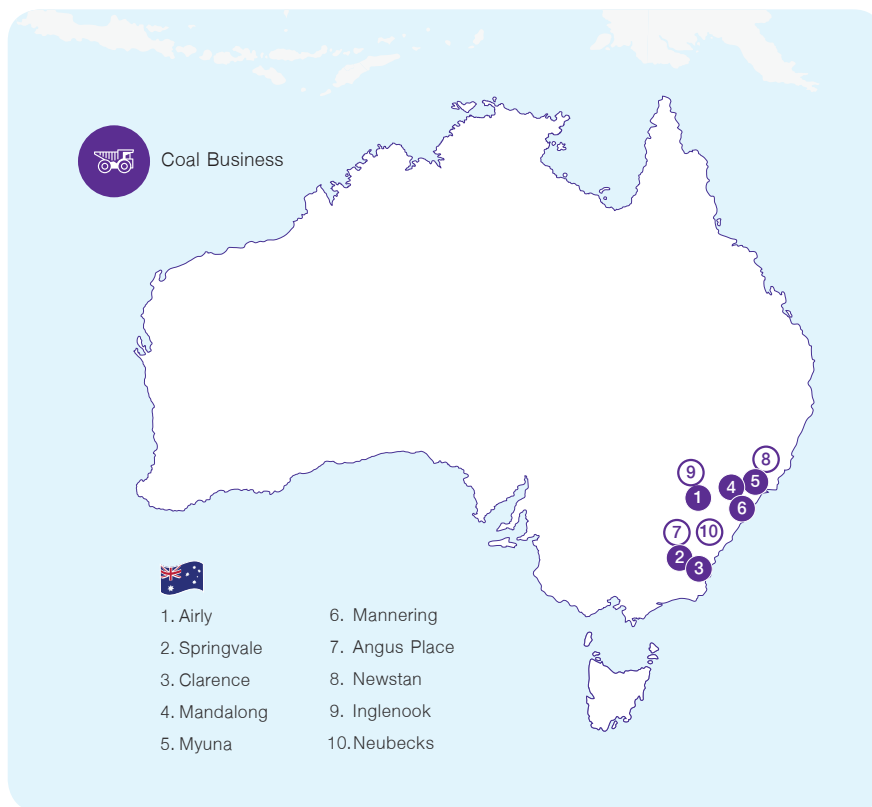 Coal Business
9
8
1
4
5
6
7
10
2
3
1. Airly
2. Springvale
3. Clarence
4. Mandalong
5. Myuna
6. Mannering
7. Angus Place
8. Newstan
9. Inglenook
10.Neubecks